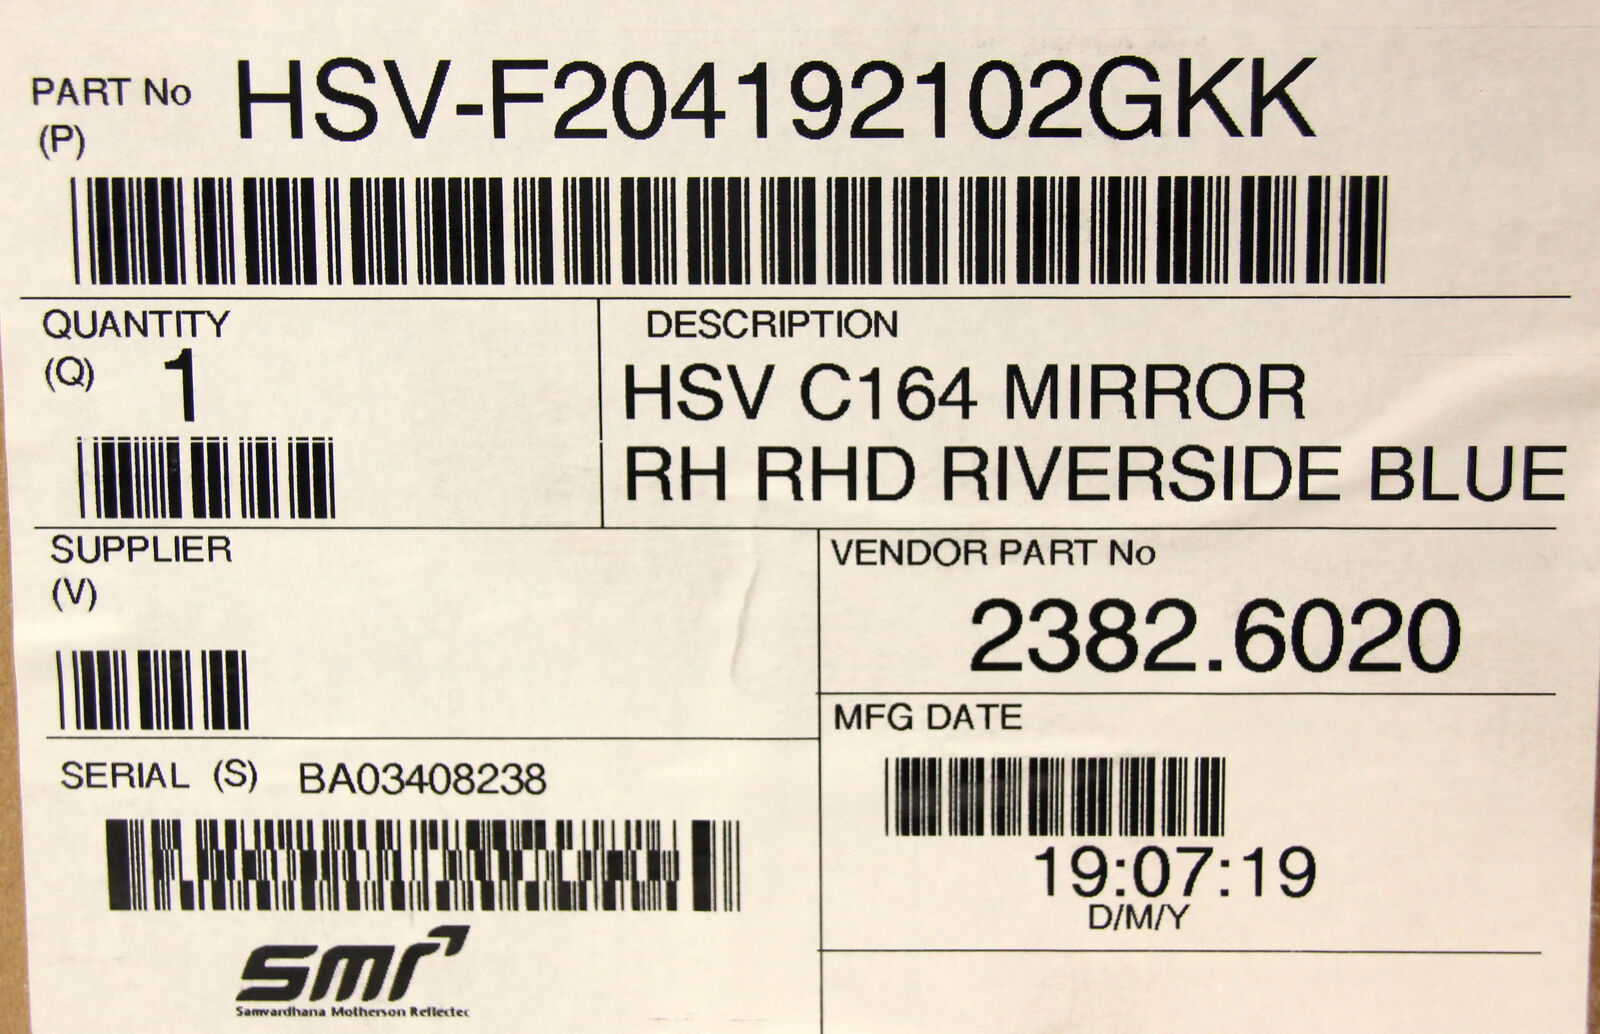 PART No HSV-F204192102GKK
(P)
QUANTITY
(Q) 1
DESCRIPTION
HSV C164 MIRROR
RH RHD RIVERSIDE BLUE
SUPPLIER
(V)
VENDOR PART No
2382.6020
MFG DATE
19:07:19
D/M/Y
SERIAL (S) BA03408238
smr
Samvardhana Motherson Reflectec